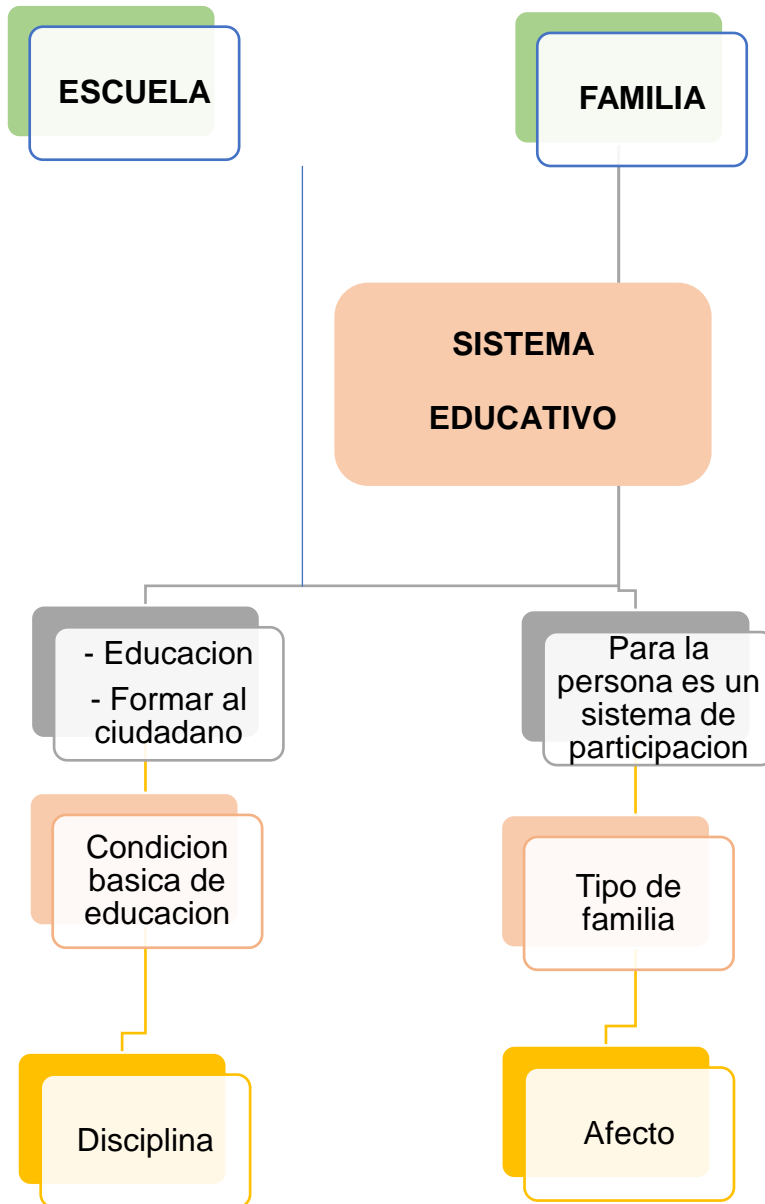 ESCUELA
FAMILIA
SISTEMA
EDUCATIVO
- Educacion
- Formar al
ciudadano
Para la
persona es un
sistema de
participacion
Condicion
basica de
educacion
Tipo de
familia
Disciplina
Afecto